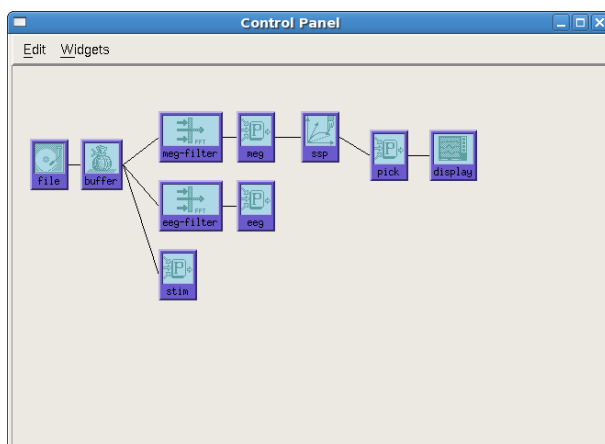 Control Panel
Edit Widgets
meg-filter meg ssp
file buffer pick display
eeg-filter eeg
stim